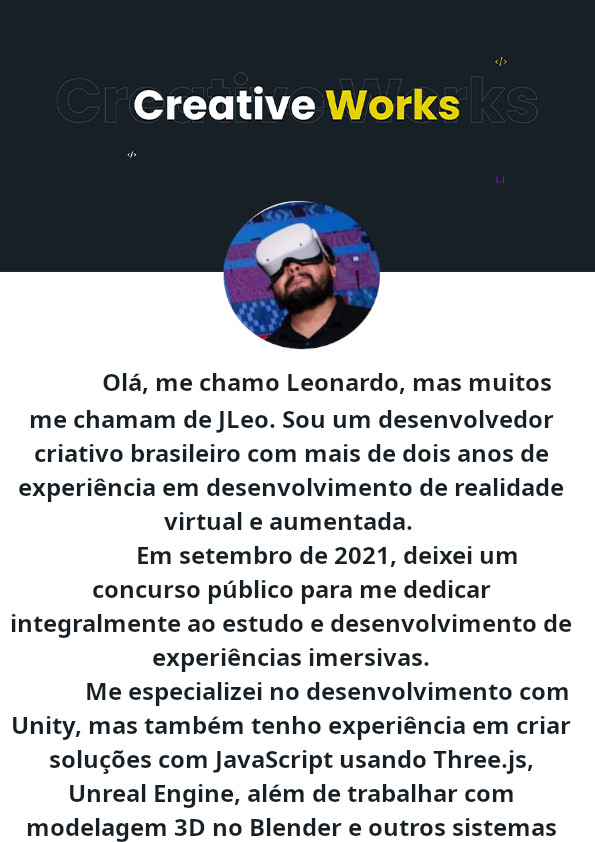 </>
Creative Works
Creative Works
</>
{..}
Olá, me chamo Leonardo, mas muitos
me chamam de JLeo. Sou um desenvolvedor
criativo brasileiro com mais de dois anos de
experiência em desenvolvimento de realidade
virtual e aumentada.
Em setembro de 2021, deixei um
concurso público para me dedicar
integralmente ao estudo e desenvolvimento de
experiências imersivas.
Me especializei no desenvolvimento com
Unity, mas também tenho experiência em criar
soluções com JavaScript usando Three.js,
Unreal Engine, além de trabalhar com
modelagem 3D no Blender e outros sistemas